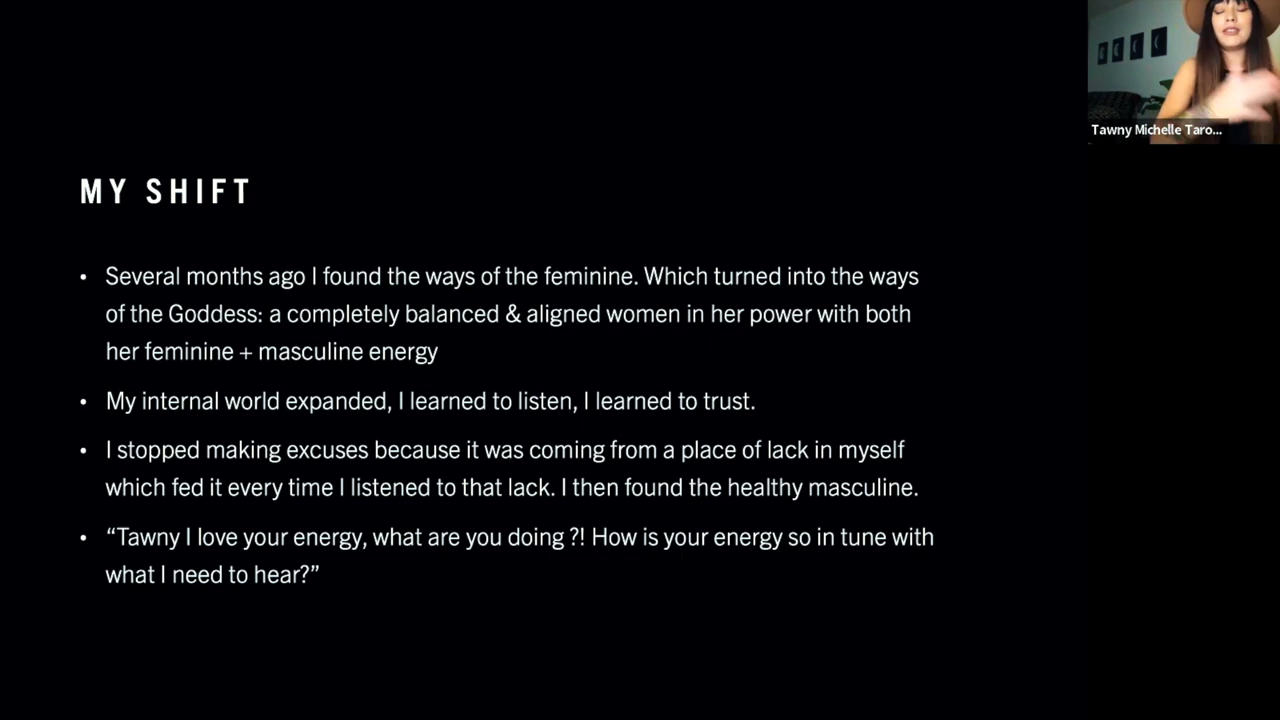 Tawny Michelle Taro...
MY SHIFT
• Several months ago I found the ways of the feminine. Which turned into the ways
of the Goddess: a completely balanced & aligned women in her power with both
her feminine + masculine energy
• My internal world expanded, I learned to listen, I learned to trust.
• I stopped making excuses because it was coming from a place of lack in myself
which fed it every time I listened to that lack. I then found the healthy masculine.
• “Tawny I love your energy, what are you doing ?! How is your energy so in tune with
what I need to hear?”